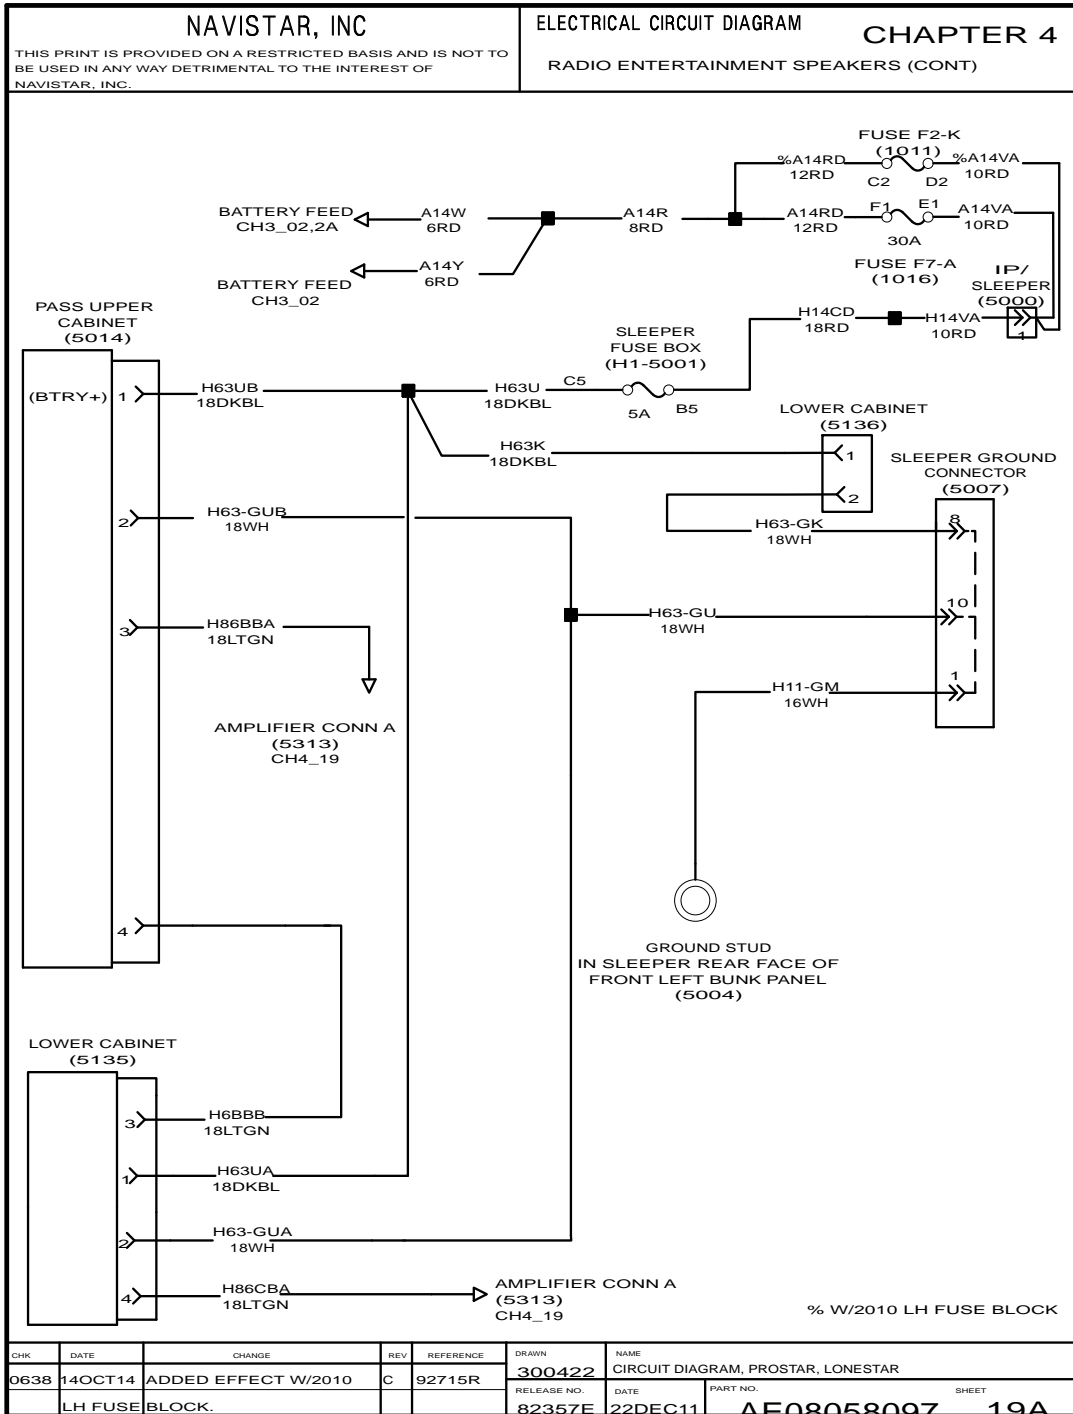 NAVISTAR, INC
THIS PRINT IS PROVIDED ON A RESTRICTED BASIS AND IS NOT TO
BE USED IN ANY WAY DETRIMENTAL TO THE INTEREST OF
NAVISTAR, INC.
ELECTRICAL CIRCUIT DIAGRAM
CHAPTER 4
RADIO ENTERTAINMENT SPEAKERS (CONT)
FUSE F2-K
(1011)
%A14RD
12RD
C2
D2
%A14VA
10RD
BATTERY FEED
CH3_02,2A
A14W
6RD
A14R
8RD
A14RD
12RD
F1
E1
30A
A14VA
10RD
BATTERY FEED
CH3_02
A14Y
6RD
FUSE F7-A
(1016)
IP/
SLEEPER
(5000)
1
PASS UPPER
CABINET
(5014)
SLEEPER
FUSE BOX
(H1-5001)
H14CD
18RD
H14VA
10RD
(BTRY+)
1
H63UB
18DKBL
H63U
18DKBL
C5
5A
B5
LOWER CABINET
(5136)
1
2
H63K
18DKBL
SLEEPER GROUND
CONNECTOR
(5007)
2
H63-GUB
18WH
H63-GK
18WH
8
3
H86BBA
18LTGN
H63-GU
18WH
10
AMPLIFIER CONN A
(5313)
CH4_19
H11-GM
16WH
1
4
GROUND STUD
IN SLEEPER REAR FACE OF
FRONT LEFT BUNK PANEL
(5004)
LOWER CABINET
(5135)
3
H6BBB
18LTGN
1
H63UA
18DKBL
2
H63-GUA
18WH
4
H86CBA
18LTGN
AMPLIFIER CONN A
(5313)
CH4_19
% W/2010 LH FUSE BLOCK
CHK DATE CHANGE REV REFERENCE
0638 14OCT14 ADDED EFFECT W/2010 C 92715R
LH FUSE BLOCK.
DRAWN
300422
NAME
CIRCUIT DIAGRAM, PROSTAR, LONESTAR
RELEASE NO.
82357E
DATE
22DEC11
PART NO.
AE08058097
SHEET
19A